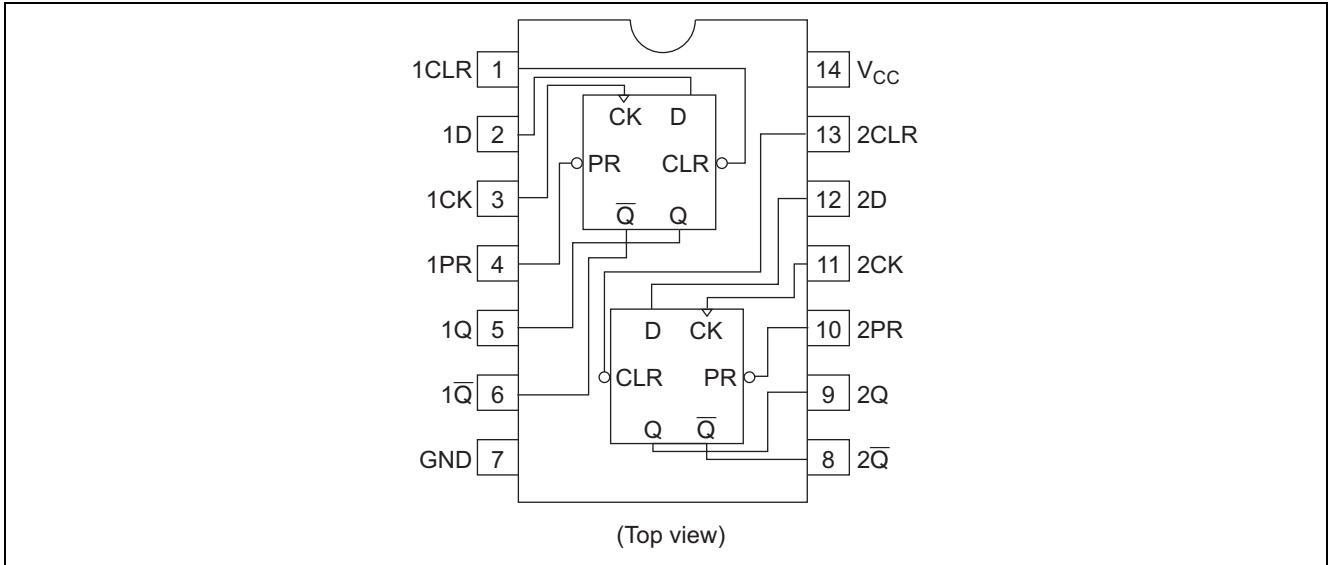 1CLR 1
1D 2
1CK 3
1PR 4
1Q 5
1Q̅ 6
GND 7
CK D
PR CLR
Q̅ Q
D CK
CLR PR
Q Q̅
14 VCC
13 2CLR
12 2D
11 2CK
10 2PR
9 2Q
8 2Q̅
(Top view)